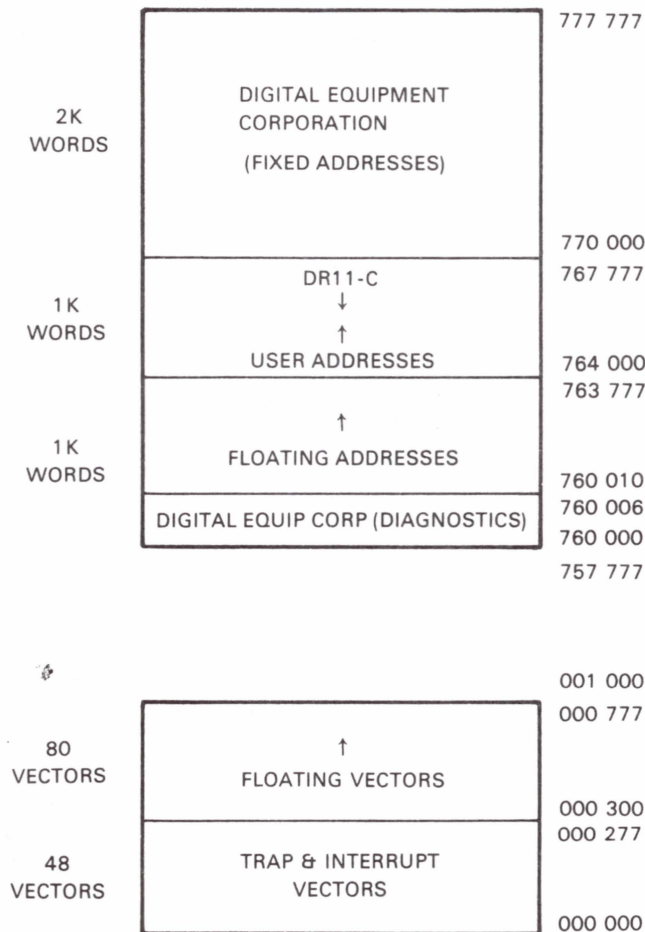 777 777
DIGITAL EQUIPMENT
CORPORATION
(FIXED ADDRESSES)
2K
WORDS
770 000
767 777
DR11-C
↓
↑
USER ADDRESSES
1K
WORDS
764 000
763 777
↑
FLOATING ADDRESSES
1K
WORDS
760 010
760 006
DIGITAL EQUIP CORP (DIAGNOSTICS)
760 000
757 777
001 000
000 777
↑
FLOATING VECTORS
80
VECTORS
000 300
000 277
TRAP & INTERRUPT
VECTORS
48
VECTORS
000 000